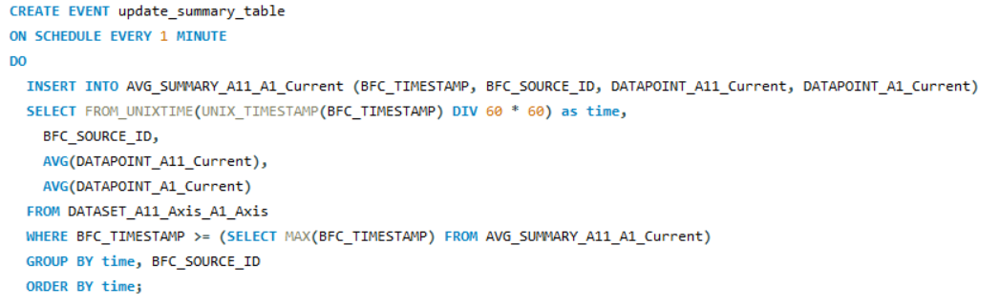 CREATE EVENT update_summary_table
ON SCHEDULE EVERY 1 MINUTE
DO
INSERT INTO AVG_SUMMARY_A11_A1_Current (BFC_TIMESTAMP, BFC_SOURCE_ID, DATAPOINT_A11_Current, DATAPOINT_A1_Current)
SELECT FROM_UNIXTIME(UNIX_TIMESTAMP(BFC_TIMESTAMP) DIV 60 * 60) as time,
BFC_SOURCE_ID,
AVG(DATAPOINT_A11_Current),
AVG(DATAPOINT_A1_Current)
FROM DATASET_A11_Axis_A1_Axis
WHERE BFC_TIMESTAMP >= (SELECT MAX(BFC_TIMESTAMP) FROM AVG_SUMMARY_A11_A1_Current)
GROUP BY time, BFC_SOURCE_ID
ORDER BY time;